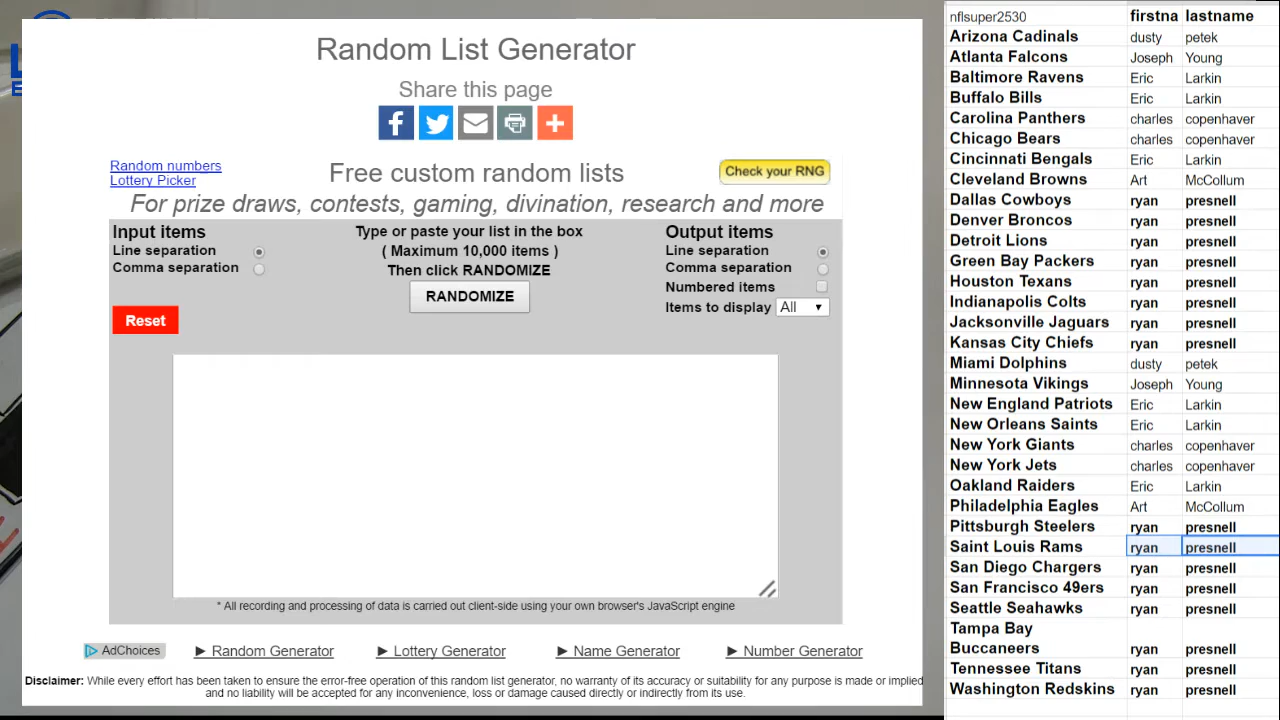 Random List Generator
Share this page
Random numbers
Lottery Picker
Free custom random lists
Check your RNG
For prize draws, contests, gaming, divination, research and more
Input items
Line separation
Comma separation
Reset
Type or paste your list in the box
( Maximum 10,000 items )
Then click RANDOMIZE
RANDOMIZE
Output items
Line separation
Comma separation
Numbered items
Items to display All
* All recording and processing of data is carried out client-side using your own browser's JavaScript engine
AdChoices
► Random Generator
► Lottery Generator
► Name Generator
► Number Generator
Disclaimer: While every effort has been taken to ensure the error-free operation of this random list generator, no warranty of its accuracy or suitability for any purpose is made or implied
and no liability will be accepted for any inconvenience, loss or damage caused directly or indirectly from its use.
nflsuper2530 firstna lastname
Arizona Cadinals dusty petek
Atlanta Falcons Joseph Young
Baltimore Ravens Eric Larkin
Buffalo Bills Eric Larkin
Carolina Panthers charles copenhaver
Chicago Bears charles copenhaver
Cincinnati Bengals Eric Larkin
Cleveland Browns Art McCollum
Dallas Cowboys ryan presnell
Denver Broncos ryan presnell
Detroit Lions ryan presnell
Green Bay Packers ryan presnell
Houston Texans ryan presnell
Indianapolis Colts ryan presnell
Jacksonville Jaguars ryan presnell
Kansas City Chiefs ryan presnell
Miami Dolphins dusty petek
Minnesota Vikings Joseph Young
New England Patriots Eric Larkin
New Orleans Saints Eric Larkin
New York Giants charles copenhaver
New York Jets charles copenhaver
Oakland Raiders Eric Larkin
Philadelphia Eagles Art McCollum
Pittsburgh Steelers ryan presnell
Saint Louis Rams ryan presnell
San Diego Chargers ryan presnell
San Francisco 49ers ryan presnell
Seattle Seahawks ryan presnell
Tampa Bay
Buccaneers ryan presnell
Tennessee Titans ryan presnell
Washington Redskins ryan presnell